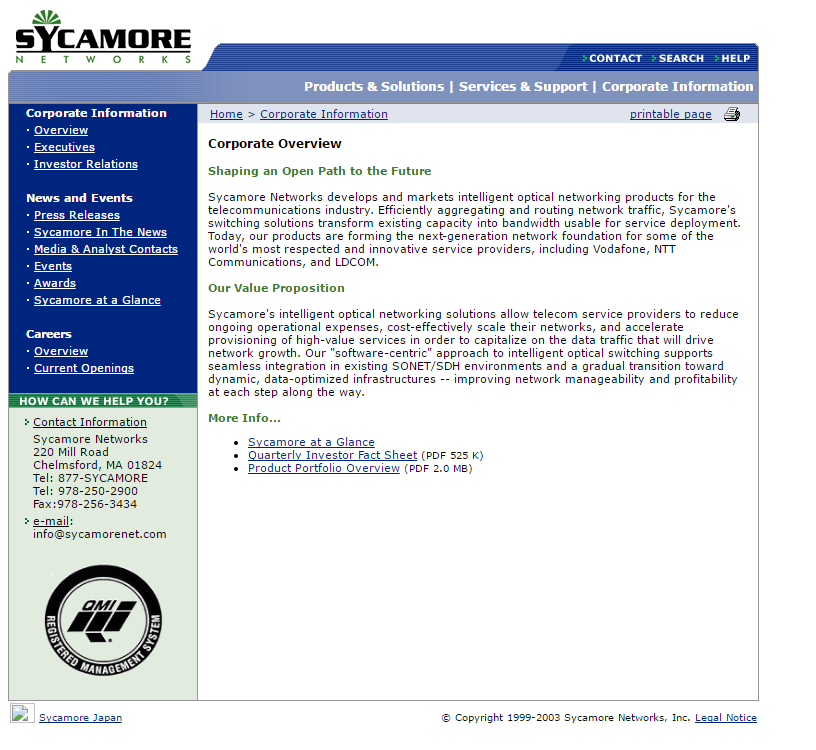 SYCAMORE
NETWORKS
CONTACT SEARCH HELP
Products & Solutions | Services & Support | Corporate Information
Corporate Information
· Overview
· Executives
· Investor Relations
News and Events
· Press Releases
· Sycamore In The News
· Media & Analyst Contacts
· Events
· Awards
· Sycamore at a Glance
Careers
· Overview
· Current Openings
HOW CAN WE HELP YOU?
Contact Information
Sycamore Networks
220 Mill Road
Chelmsford, MA 01824
Tel: 877-SYCAMORE
Tel: 978-250-2900
Fax:978-256-3434
e-mail:
info@sycamorenet.com
QMI
REGISTERED MANAGEMENT SYSTEM
Home > Corporate Information
printable page
Corporate Overview
Shaping an Open Path to the Future
Sycamore Networks develops and markets intelligent optical networking products for the
telecommunications industry. Efficiently aggregating and routing network traffic, Sycamore's
switching solutions transform existing capacity into bandwidth usable for service deployment.
Today, our products are forming the next-generation network foundation for some of the
world's most respected and innovative service providers, including Vodafone, NTT
Communications, and LDCOM.
Our Value Proposition
Sycamore's intelligent optical networking solutions allow telecom service providers to reduce
ongoing operational expenses, cost-effectively scale their networks, and accelerate
provisioning of high-value services in order to capitalize on the data traffic that will drive
network growth. Our "software-centric" approach to intelligent optical switching supports
seamless integration in existing SONET/SDH environments and a gradual transition toward
dynamic, data-optimized infrastructures -- improving network manageability and profitability
at each step along the way.
More Info...
• Sycamore at a Glance
• Quarterly Investor Fact Sheet (PDF 525 K)
• Product Portfolio Overview (PDF 2.0 MB)
Sycamore Japan
© Copyright 1999-2003 Sycamore Networks, Inc. Legal Notice